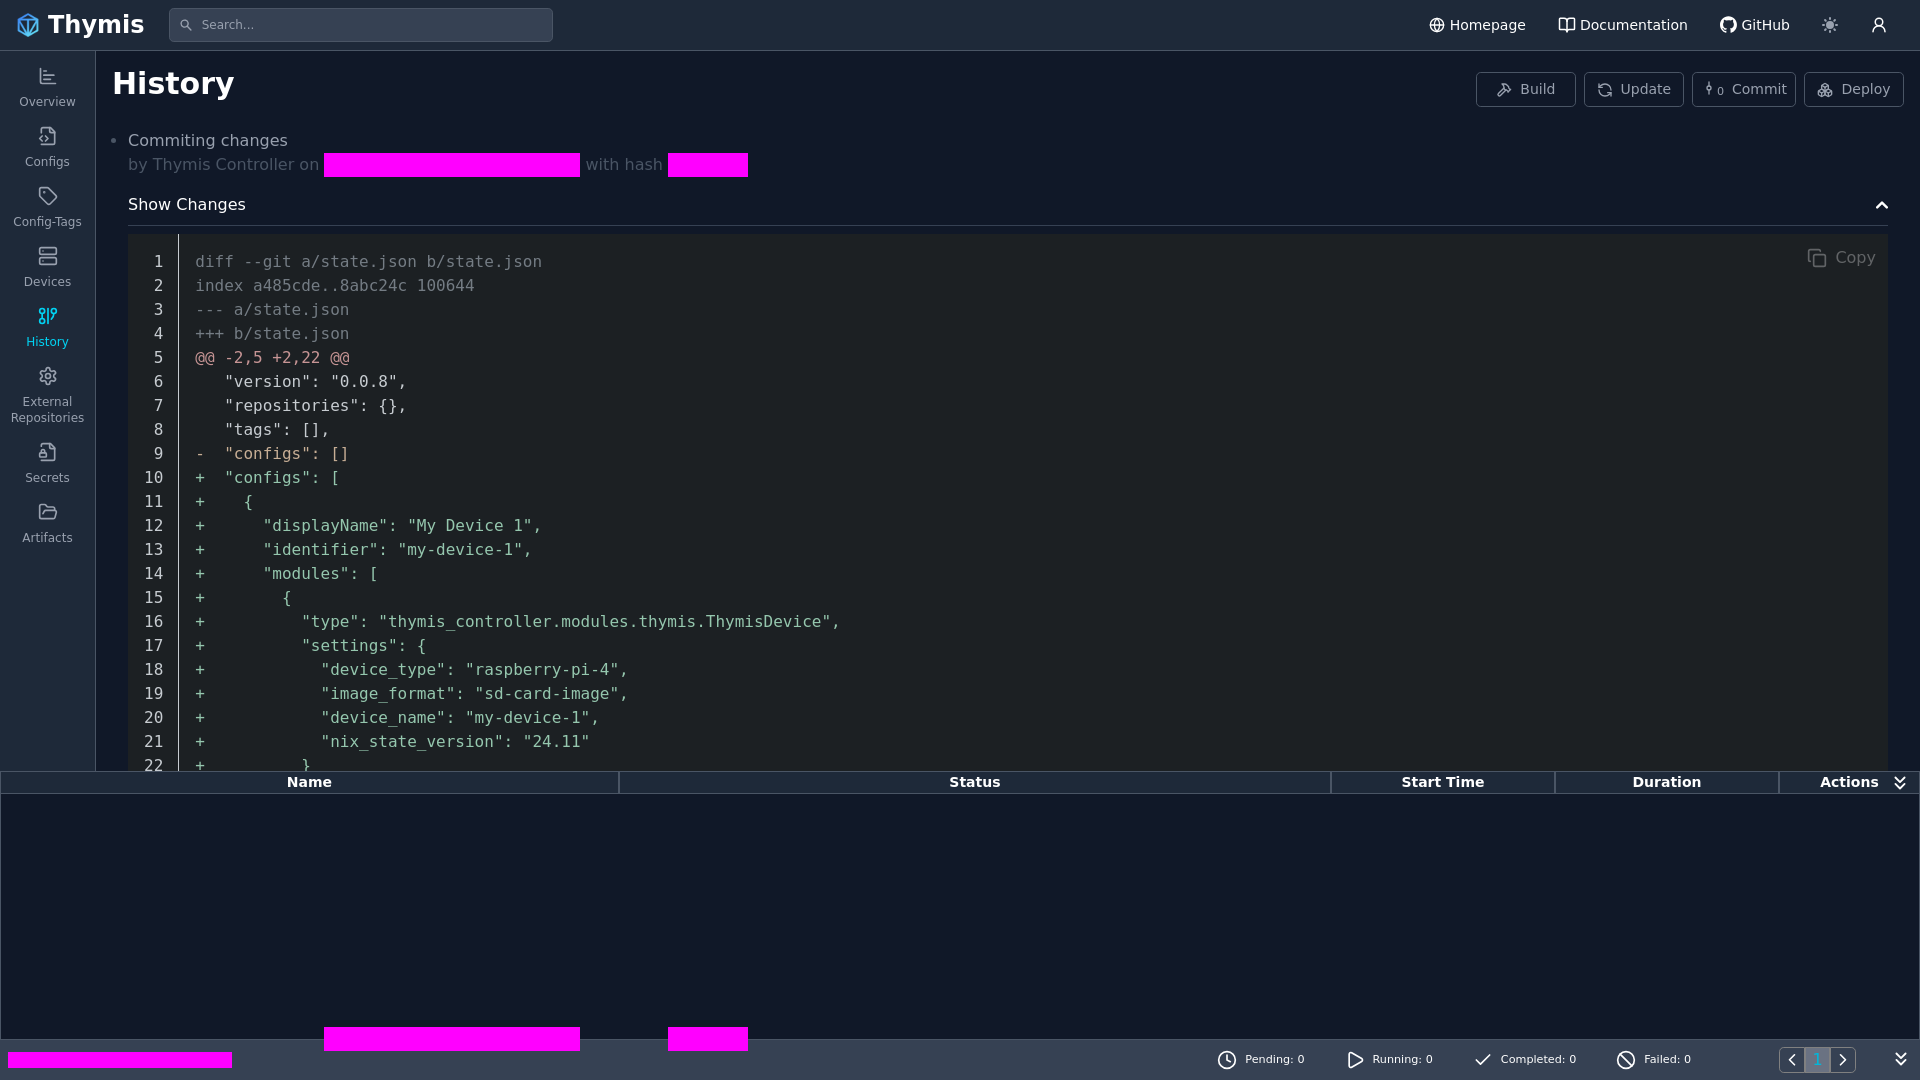 Thymis
Search...
Homepage
Documentation
GitHub
Overview
Configs
Config-Tags
Devices
History
External
Repositories
Secrets
Artifacts
History
Build
Update
0 Commit
Deploy
Commiting changes
by Thymis Controller on
with hash
Show Changes
Copy
1 diff --git a/state.json b/state.json
2 index a485cde..8abc24c 100644
3 --- a/state.json
4 +++ b/state.json
5 @@ -2,5 +2,22 @@
6    "version": "0.0.8",
7    "repositories": {},
8    "tags": [],
9 -  "configs": []
10 +  "configs": [
11 +    {
12 +      "displayName": "My Device 1",
13 +      "identifier": "my-device-1",
14 +      "modules": [
15 +        {
16 +          "type": "thymis_controller.modules.thymis.ThymisDevice",
17 +          "settings": {
18 +            "device_type": "raspberry-pi-4",
19 +            "image_format": "sd-card-image",
20 +            "device_name": "my-device-1",
21 +            "nix_state_version": "24.11"
22 +          }
Name Status Start Time Duration Actions
Pending: 0
Running: 0
Completed: 0
Failed: 0
1